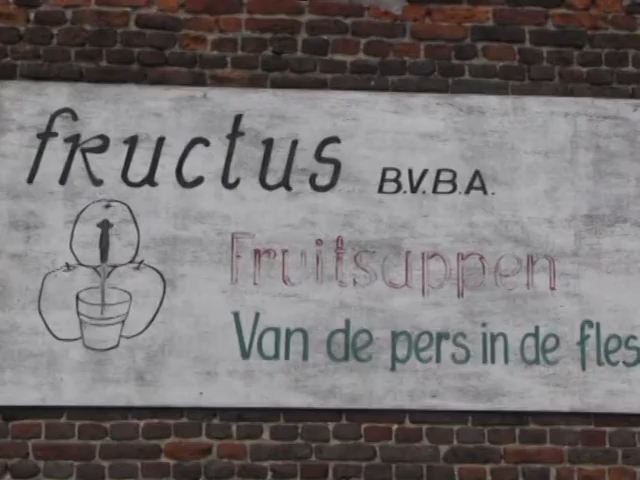 fructus B.V.B.A.
Fruitsappen
Van de pers in de fles